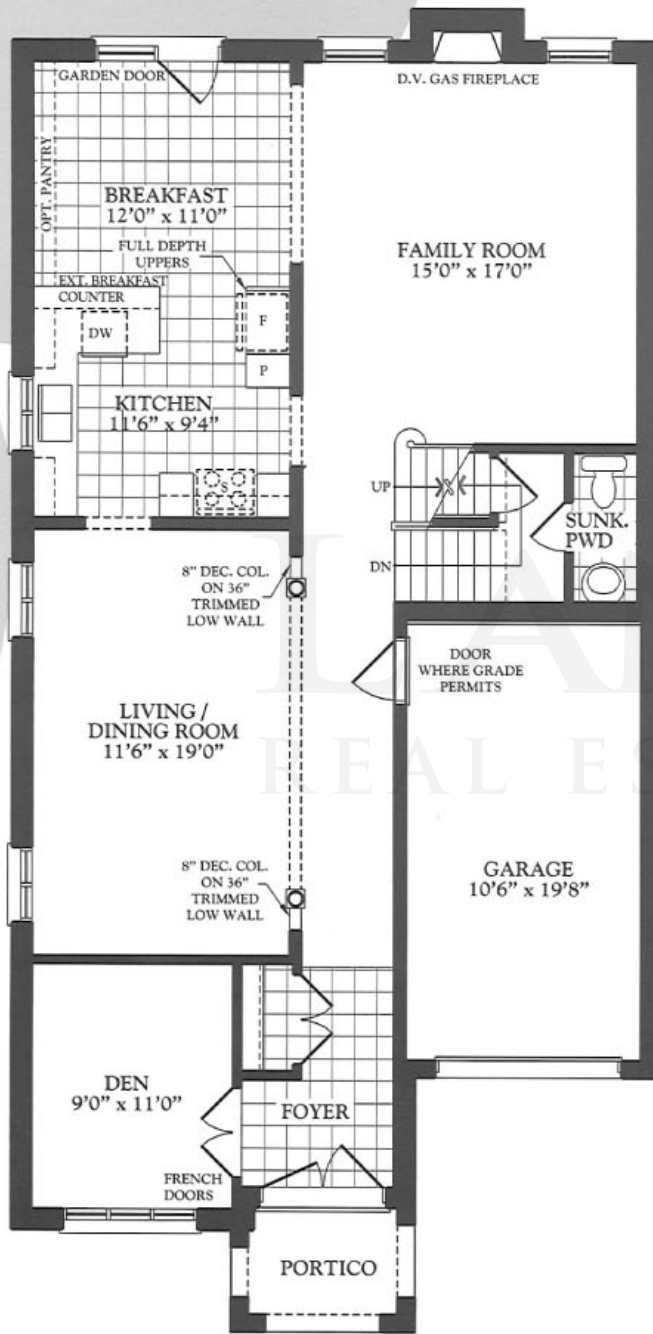 GARDEN DOOR
D.V. GAS FIREPLACE
OPT. PANTRY
BREAKFAST
12'0" x 11'0"
FULL DEPTH
UPPERS
FAMILY ROOM
15'0" x 17'0"
EXT. BREAKFAST
COUNTER
DW
F
P
KITCHEN
11'6" x 9'4"
S
UP
DN
SUNK.
PWD
8" DEC. COL.
ON 36"
TRIMMED
LOW WALL
DOOR
WHERE GRADE
PERMITS
LIVING /
DINING ROOM
11'6" x 19'0"
REAL ES
GARAGE
10'6" x 19'8"
8" DEC. COL.
ON 36"
TRIMMED
LOW WALL
DEN
9'0" x 11'0"
FOYER
FRENCH
DOORS
PORTICO